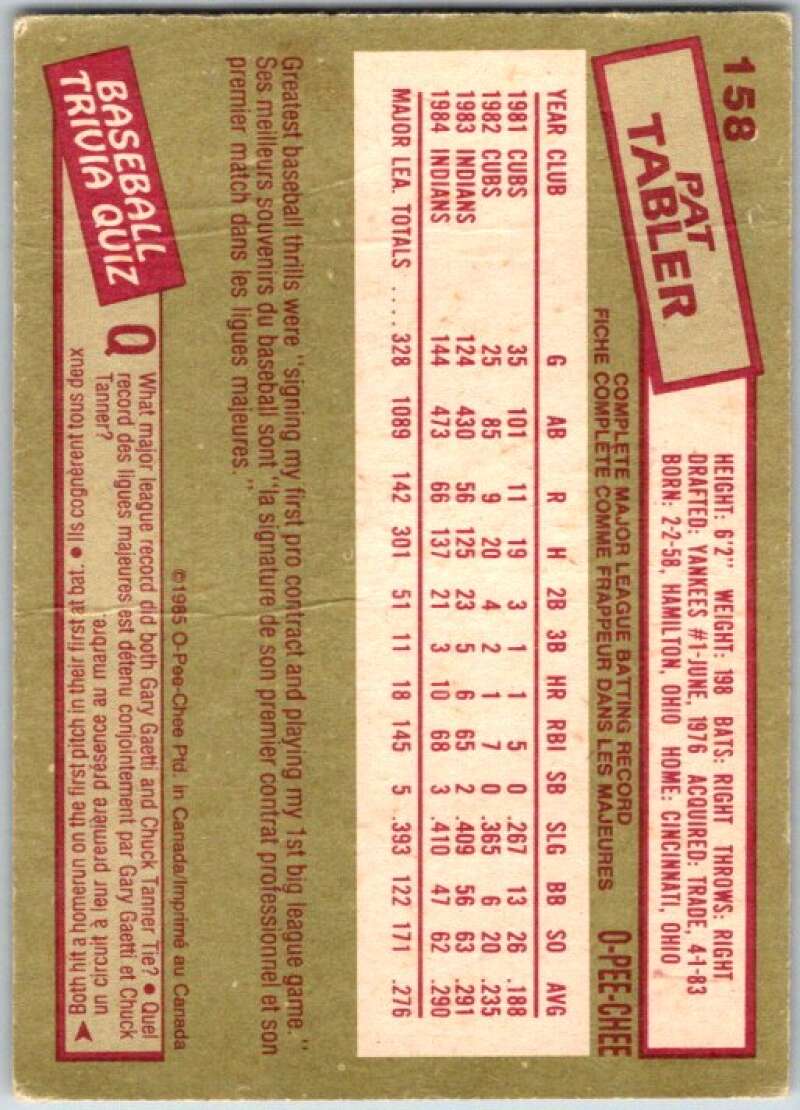 158
PAT
TABLER
HEIGHT: 6'2" WEIGHT: 198 BATS: RIGHT THROWS: RIGHT
DRAFTED: YANKEES #1-JUNE, 1976 ACQUIRED: TRADE, 4-1-83
BORN: 2-2-58, HAMILTON, OHIO HOME: CINCINNATI, OHIO
COMPLETE MAJOR LEAGUE BATTING RECORD
FICHE COMPLÈTE COMME FRAPPEUR DANS LES MAJEURES
O-PEE-CHEE
YEAR CLUB G AB R H 2B 3B HR RBI SB SLG BB SO AVG
1981 CUBS 35 101 11 19 3 1 1 5 0 .267 13 26 .188
1982 CUBS 25 85 9 20 4 2 1 7 0 .365 6 20 .235
1983 INDIANS 124 430 56 125 23 5 6 65 2 .409 56 63 .291
1984 INDIANS 144 473 66 137 21 3 10 68 3 .410 47 62 .290
MAJOR LEA. TOTALS .... 328 1089 142 301 51 11 18 145 5 .393 122 171 .276
Greatest baseball thrills were "signing my first pro contract and playing my 1st big league game."
Ses meilleurs souvenirs du baseball sont "la signature de son premier contrat professionnel et son
premier match dans les ligues majeures."
©1985 O-Pee-Chee Ptd. in Canada/Imprimé au Canada
BASEBALL
TRIVIA QUIZ
Q What major league record did both Gary Gaetti and Chuck Tanner Tie? • Quel
record des ligues majeures est détenu conjointement par Gary Gaetti et Chuck
Tanner?
un circuit à leur première présence au marbre.
Both hit a homerun on the first pitch in their first at bat. • Ils cognèrent tous deux